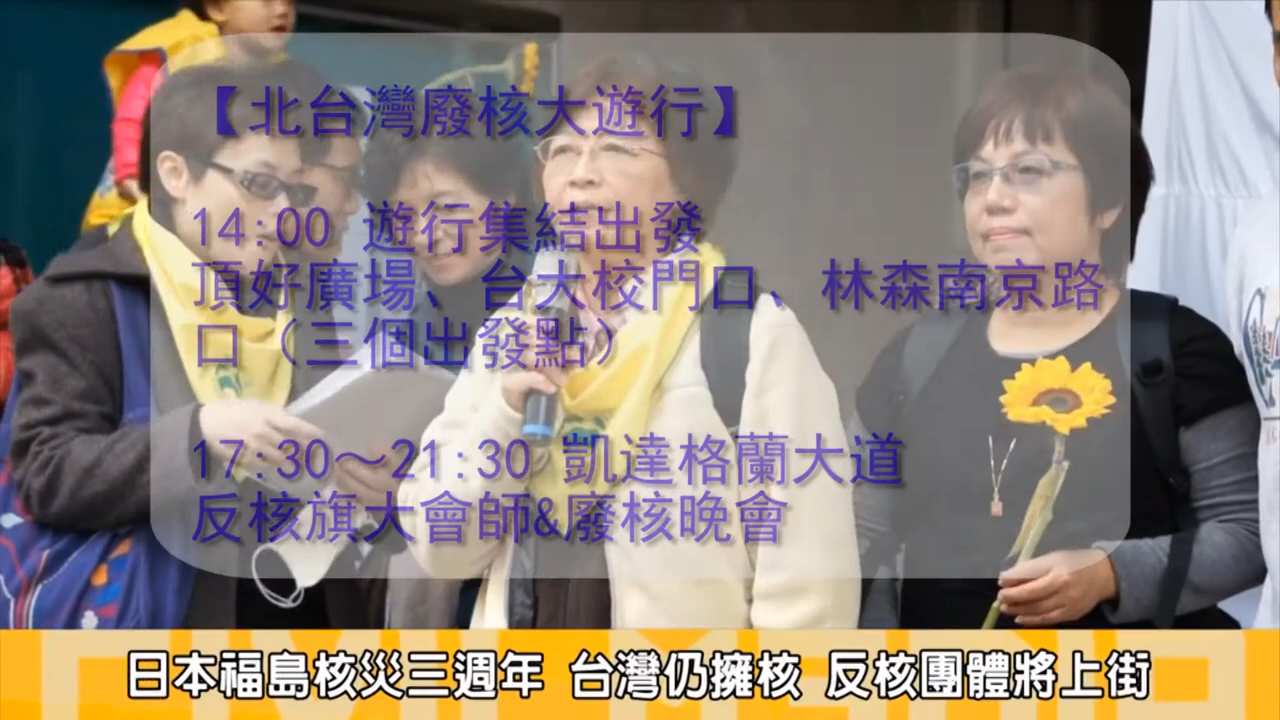 【北台灣廢核大遊行】
14:00 遊行集結出發
頂好廣場、台大校門口、林森南京路
口（三個出發點）
17:30～21:30 凱達格蘭大道
反核旗大會師&廢核晚會
日本福島核災三週年 台灣仍擁核 反核團體將上街